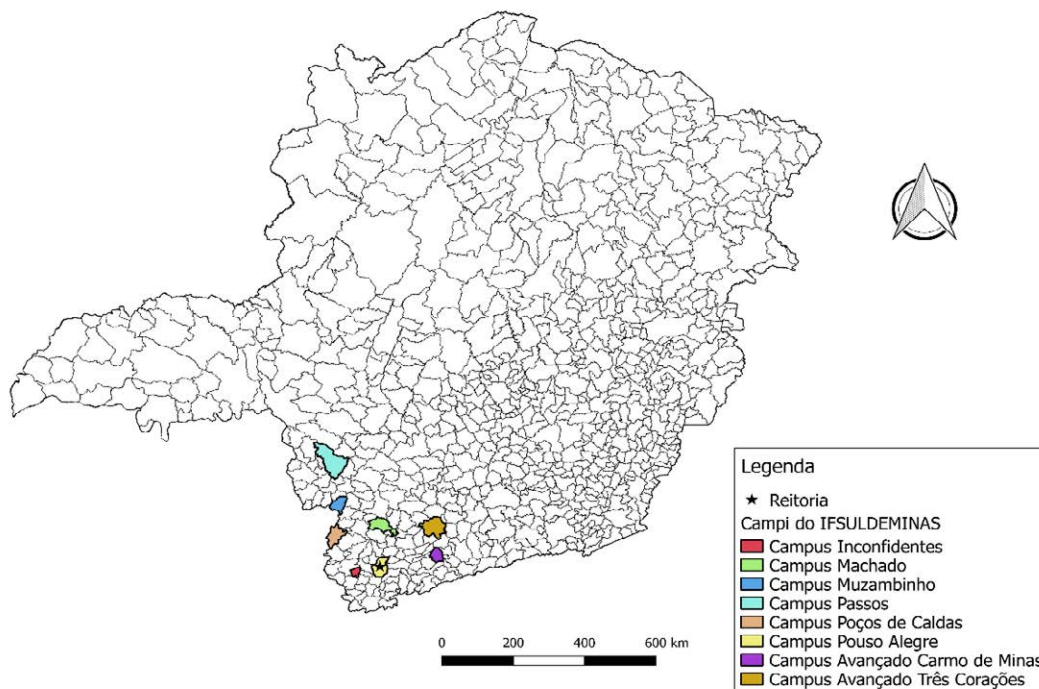 Legenda
★ Reitoria
Campi do IFSULDEMINAS
Campus Inconfidentes
Campus Machado
Campus Muzambinho
Campus Passos
Campus Poços de Caldas
Campus Pouso Alegre
Campus Avançado Carmo de Minas
Campus Avançado Três Corações
0 200 400 600 km